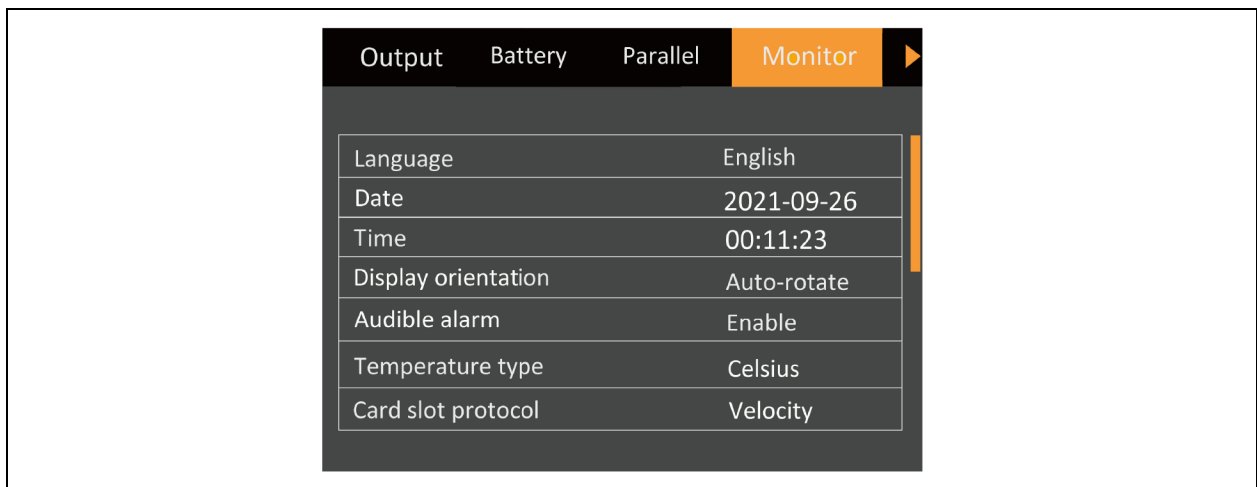 Output Battery Parallel Monitor
Language English
Date 2021-09-26
Time 00:11:23
Display orientation Auto-rotate
Audible alarm Enable
Temperature type Celsius
Card slot protocol Velocity